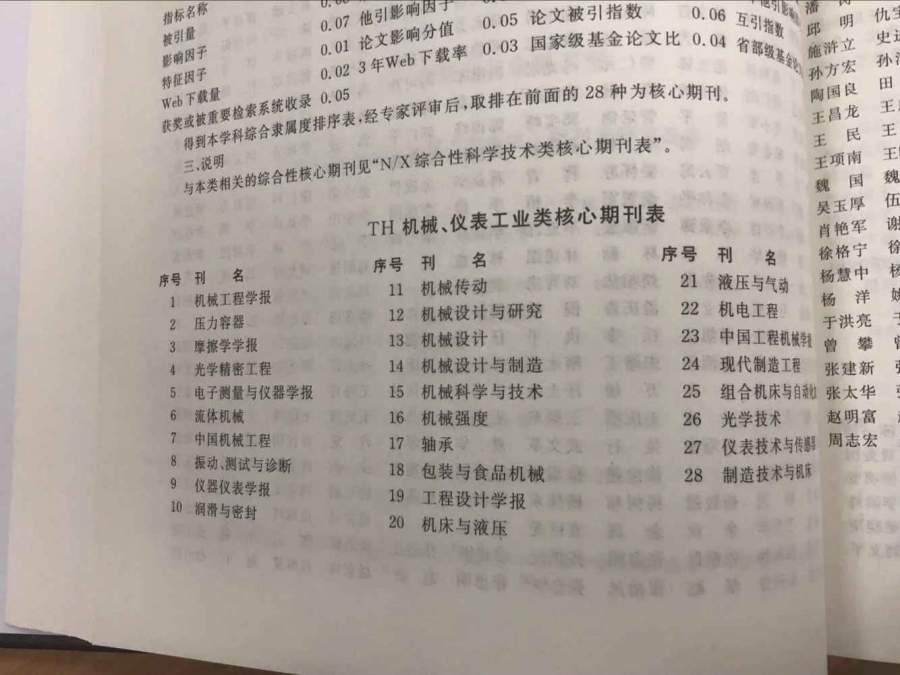 指标名称
被引量 0.07 他引影响因子 0.05 论文被引指数 0.06 互引指数
影响因子 0.01 论文影响分值
特征因子 0.02 3年Web下载率 0.03 国家级基金论文比 0.04 省部级基金论
Web下载量 0.05
获奖或被重要检索系统收录
得到本学科综合隶属度排序表,经专家评审后,取排在前面的28种为核心期刊。
三、说明
与本类相关的综合性核心期刊见“N/X综合性科学技术类核心期刊表”。
TH 机械、仪表工业类核心期刊表
序号 刊 名
1 机械工程学报
2 压力容器
3 摩擦学学报
4 光学精密工程
5 电子测量与仪器学报
6 流体机械
7 中国机械工程
8 振动、测试与诊断
9 仪器仪表学报
10 润滑与密封
序号 刊 名
11 机械传动
12 机械设计与研究
13 机械设计
14 机械设计与制造
15 机械科学与技术
16 机械强度
17 轴承
18 包装与食品机械
19 工程设计学报
20 机床与液压
序号 刊 名
21 液压与气动
22 机电工程
23 中国工程机械学报
24 现代制造工程
25 组合机床与自动化
26 光学技术
27 仪表技术与传感器
28 制造技术与机床
邱 明 仇宝
施浒立 史
孙方宏 孙
陶国良 田
王昌龙 王
王 民 王
王项南 王
魏 国 魏
吴玉厚 伍
肖艳军 谢
徐格宁 徐
杨慧中 杨
杨 洋 姚
于洪亮 于
曾 攀 曾
张建新 张
张太华 张
赵明富
周志宏